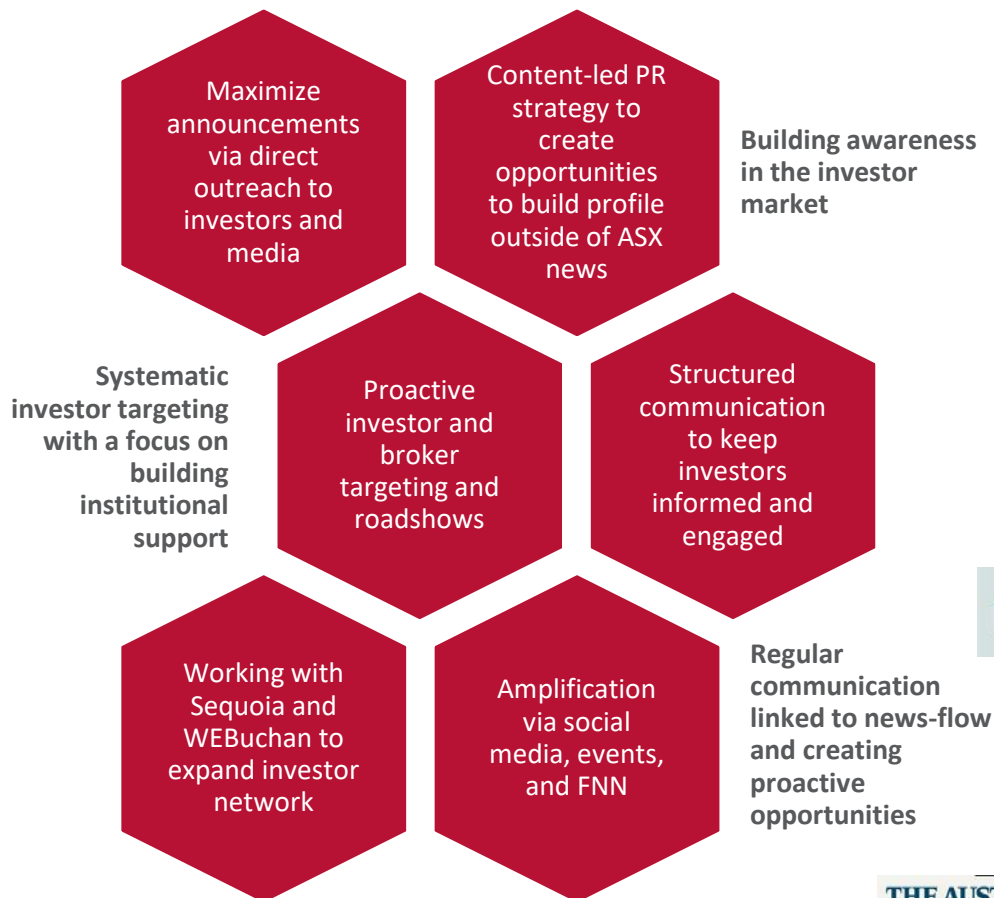 Maximize
announcements
via direct
outreach to
investors and
media
Content-led PR
strategy to
create
opportunities
to build profile
outside of ASX
news
Building awareness
in the investor
market
Systematic
investor targeting
with a focus on
building
institutional
support
Proactive
investor and
broker
targeting and
roadshows
Structured
communication
to keep
investors
informed and
engaged
Working with
Sequoia and
WEBuchan to
expand investor
network
Amplification
via social
media, events,
and FNN
Regular
communication
linked to news-flow
and creating
proactive
opportunities
THE